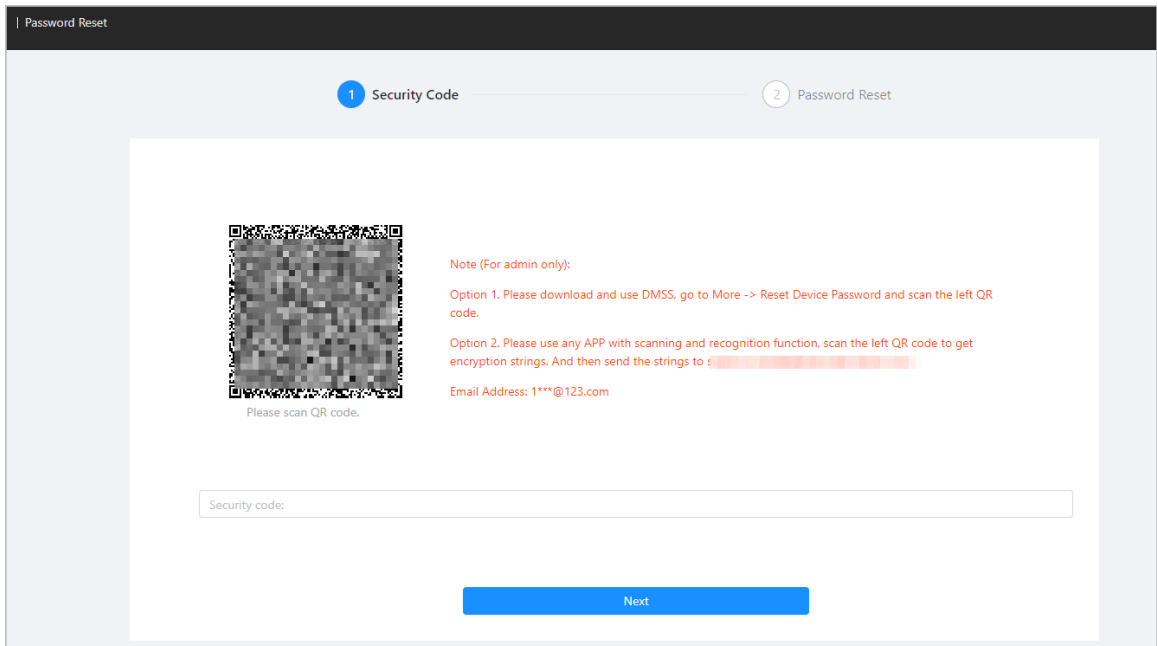 | Password Reset
1 Security Code
2 Password Reset
Note (For admin only):
Option 1. Please download and use DMSS, go to More -> Reset Device Password and scan the left QR
code.
Option 2. Please use any APP with scanning and recognition function, scan the left QR code to get
encryption strings. And then send the strings to
Email Address: 1***@123.com
Please scan QR code.
Security code:
Next